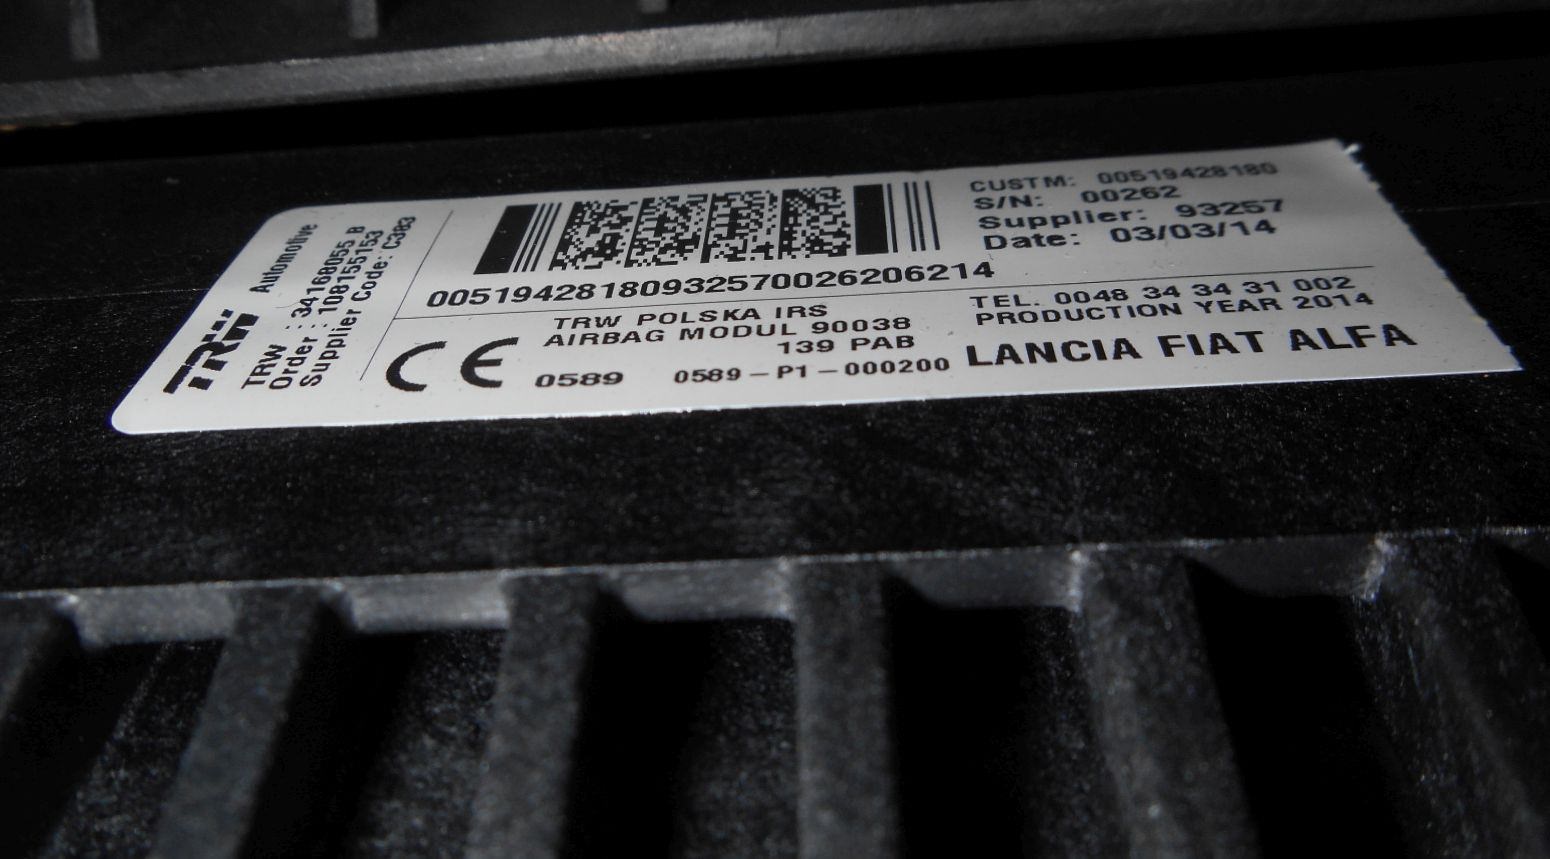 TRW Automotive
TRW : 34168055 B
Order : 108155153
Supplier Code: C383
CUSTM: 00519428180
S/N: 00262
Supplier: 93257
Date: 03/03/14
00519428180932570026206214
TRW POLSKA IRS
AIRBAG MODUL 90038
139 PAB
CE 0589 0589-P1-000200
TEL. 0048 34 34 31 002
PRODUCTION YEAR 2014
LANCIA FIAT ALFA